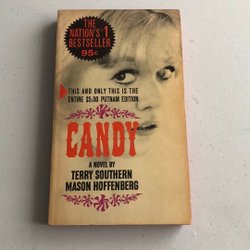 THE
NATION'S #1
BESTSELLER
95¢
THIS AND ONLY THIS IS THE
ENTIRE $5.00 PUTNAM EDITION
CANDY
A NOVEL BY
TERRY SOUTHERN
MASON HOFFENBERG